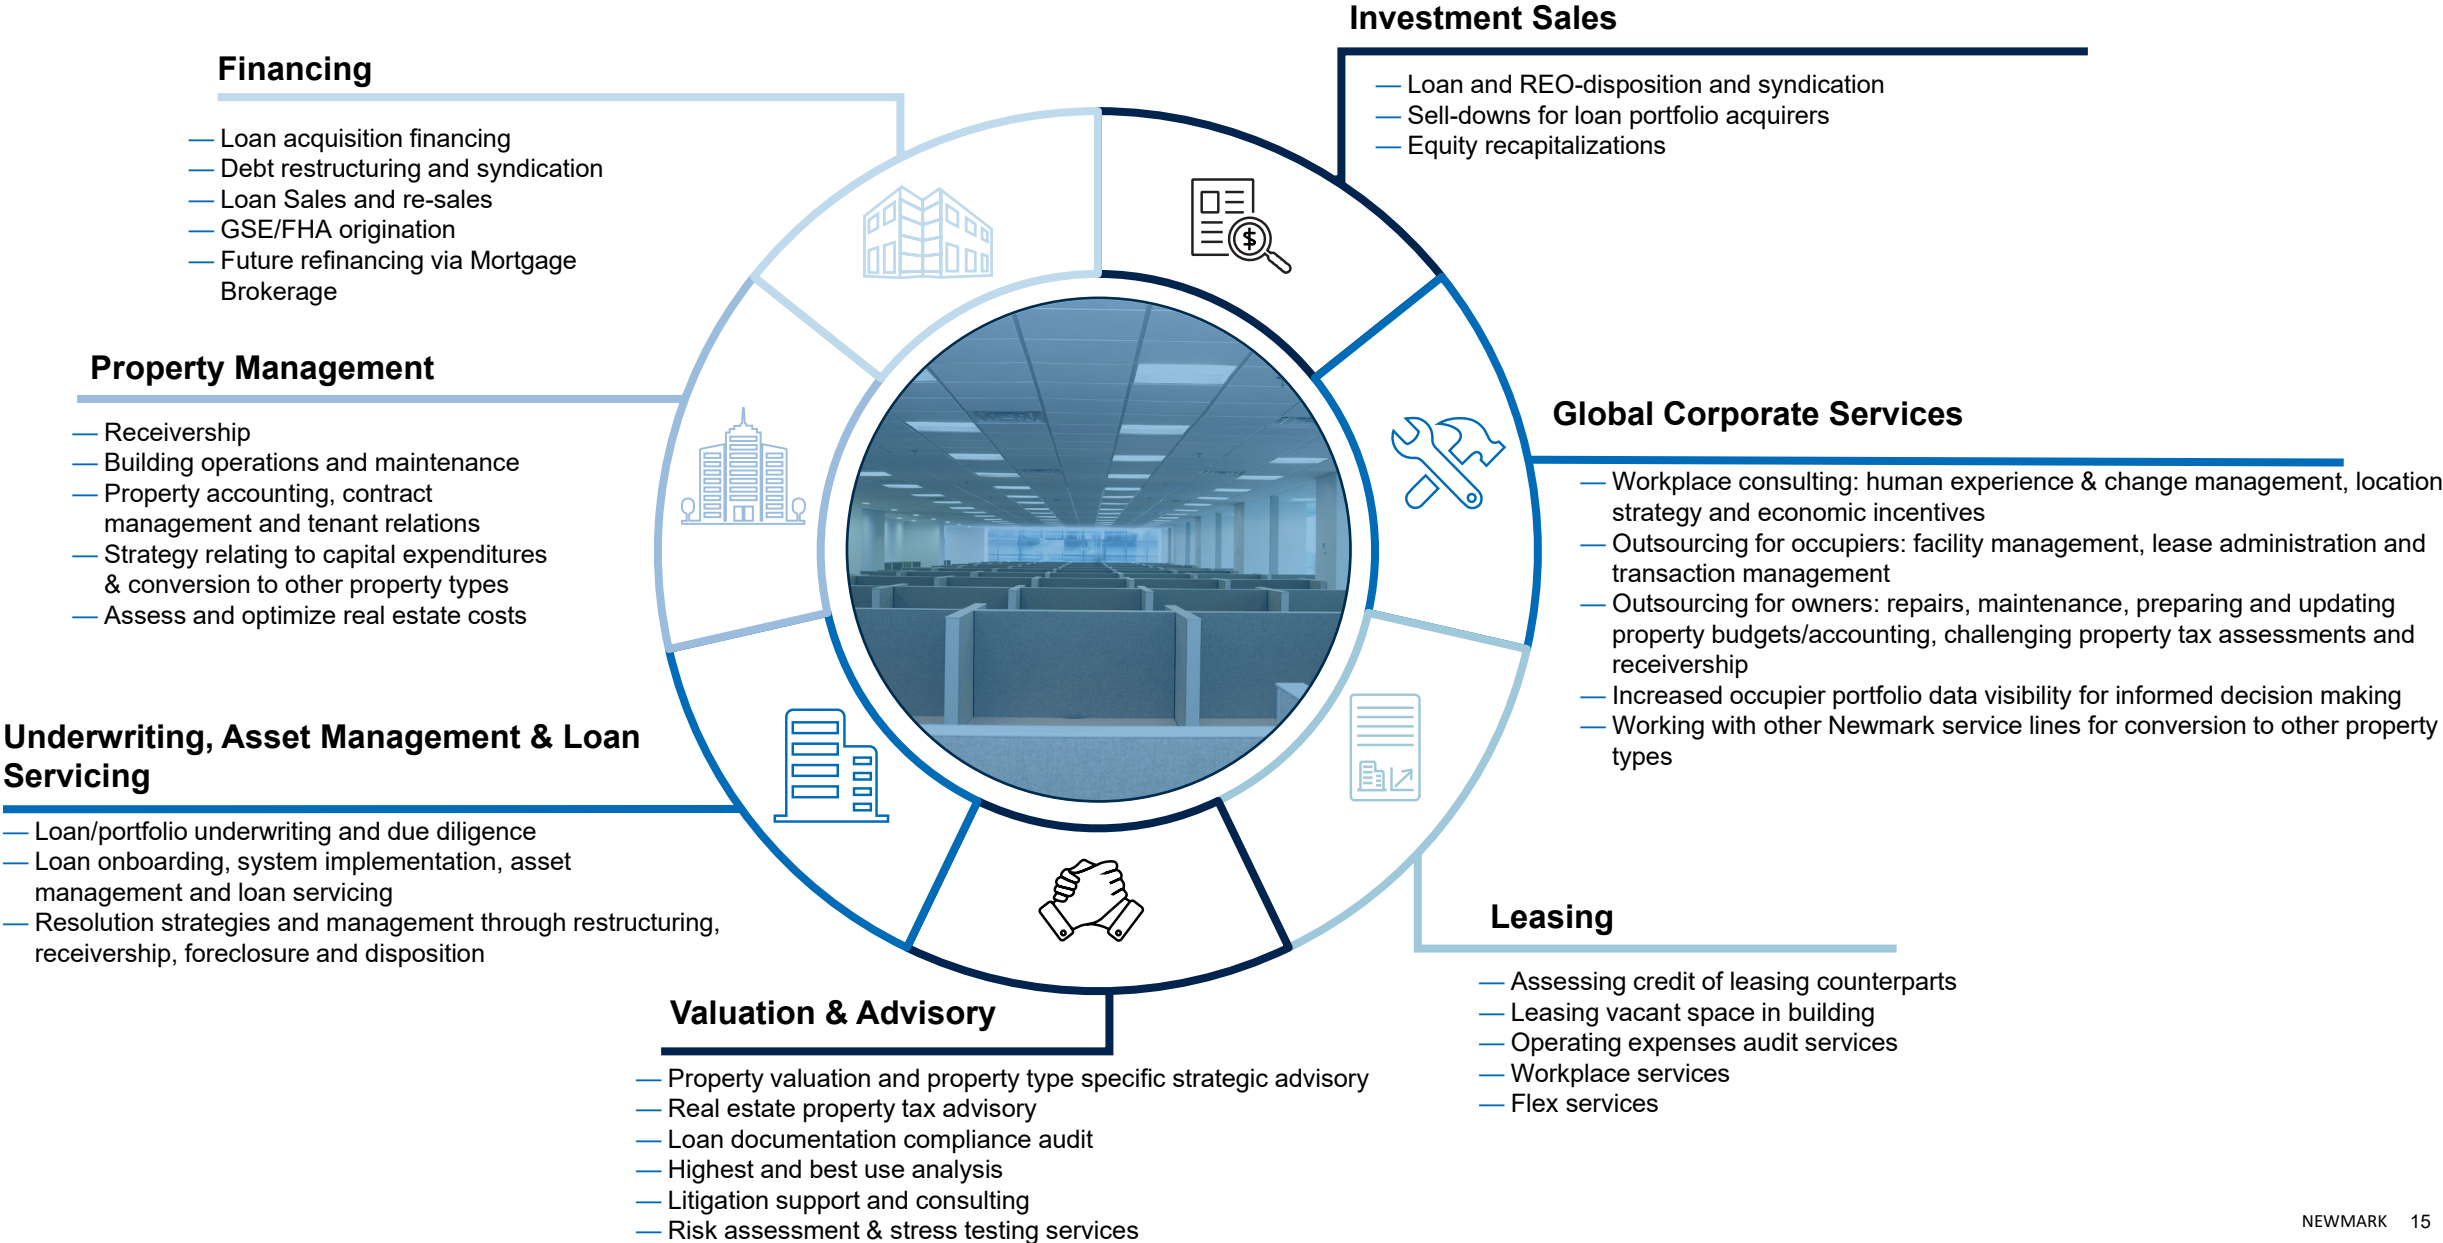 Investment Sales
— Loan and REO-disposition and syndication
— Sell-downs for loan portfolio acquirers
— Equity recapitalizations
Financing
— Loan acquisition financing
— Debt restructuring and syndication
— Loan Sales and re-sales
— GSE/FHA origination
— Future refinancing via Mortgage
Brokerage
$
Property Management
— Receivership
— Building operations and maintenance
— Property accounting, contract
management and tenant relations
— Strategy relating to capital expenditures
& conversion to other property types
— Assess and optimize real estate costs
Global Corporate Services
— Workplace consulting: human experience & change management, location
strategy and economic incentives
— Outsourcing for occupiers: facility management, lease administration and
transaction management
— Outsourcing for owners: repairs, maintenance, preparing and updating
property budgets/accounting, challenging property tax assessments and
receivership
— Increased occupier portfolio data visibility for informed decision making
— Working with other Newmark service lines for conversion to other property
types
Underwriting, Asset Management & Loan
Servicing
— Loan/portfolio underwriting and due diligence
— Loan onboarding, system implementation, asset
management and loan servicing
— Resolution strategies and management through restructuring,
receivership, foreclosure and disposition
Leasing
— Assessing credit of leasing counterparts
— Leasing vacant space in building
— Operating expenses audit services
— Workplace services
— Flex services
Valuation & Advisory
— Property valuation and property type specific strategic advisory
— Real estate property tax advisory
— Loan documentation compliance audit
— Highest and best use analysis
— Litigation support and consulting
— Risk assessment & stress testing services
NEWMARK 15